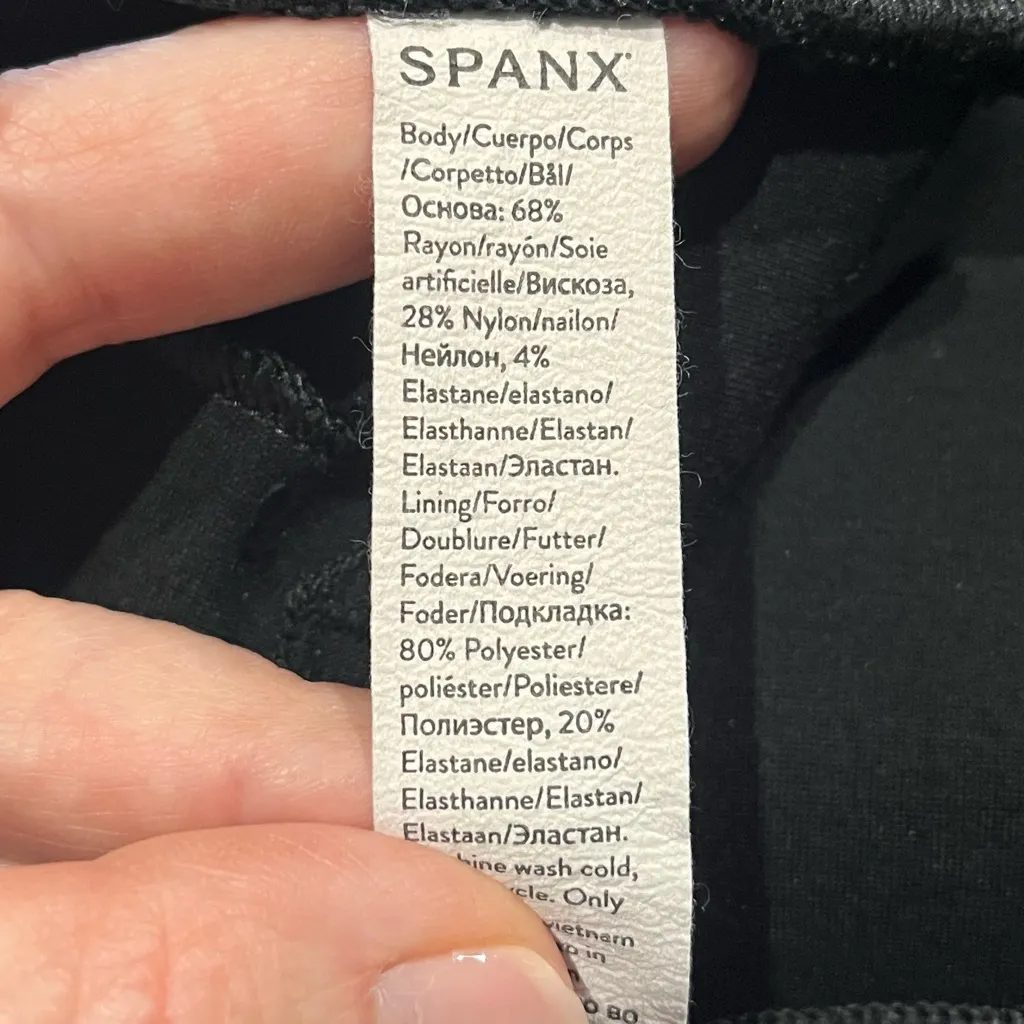 SPANX
Body/Cuerpo/Corps
/Corpetto/Bål/
Основа: 68%
Rayon/rayón/Soie
artificielle/Вискоза,
28% Nylon/nailon/
Нейлон, 4%
Elastane/elastano/
Elasthanne/Elastan/
Elastaan/Эластан.
Lining/Forro/
Doublure/Futter/
Fodera/Voering/
Foder/Подкладка:
80% Polyester/
poliéster/Poliestere/
Полиэстер, 20%
Elastane/elastano/
Elasthanne/Elastan/
Elastaan/Эластан.
wash cold,
Only
in